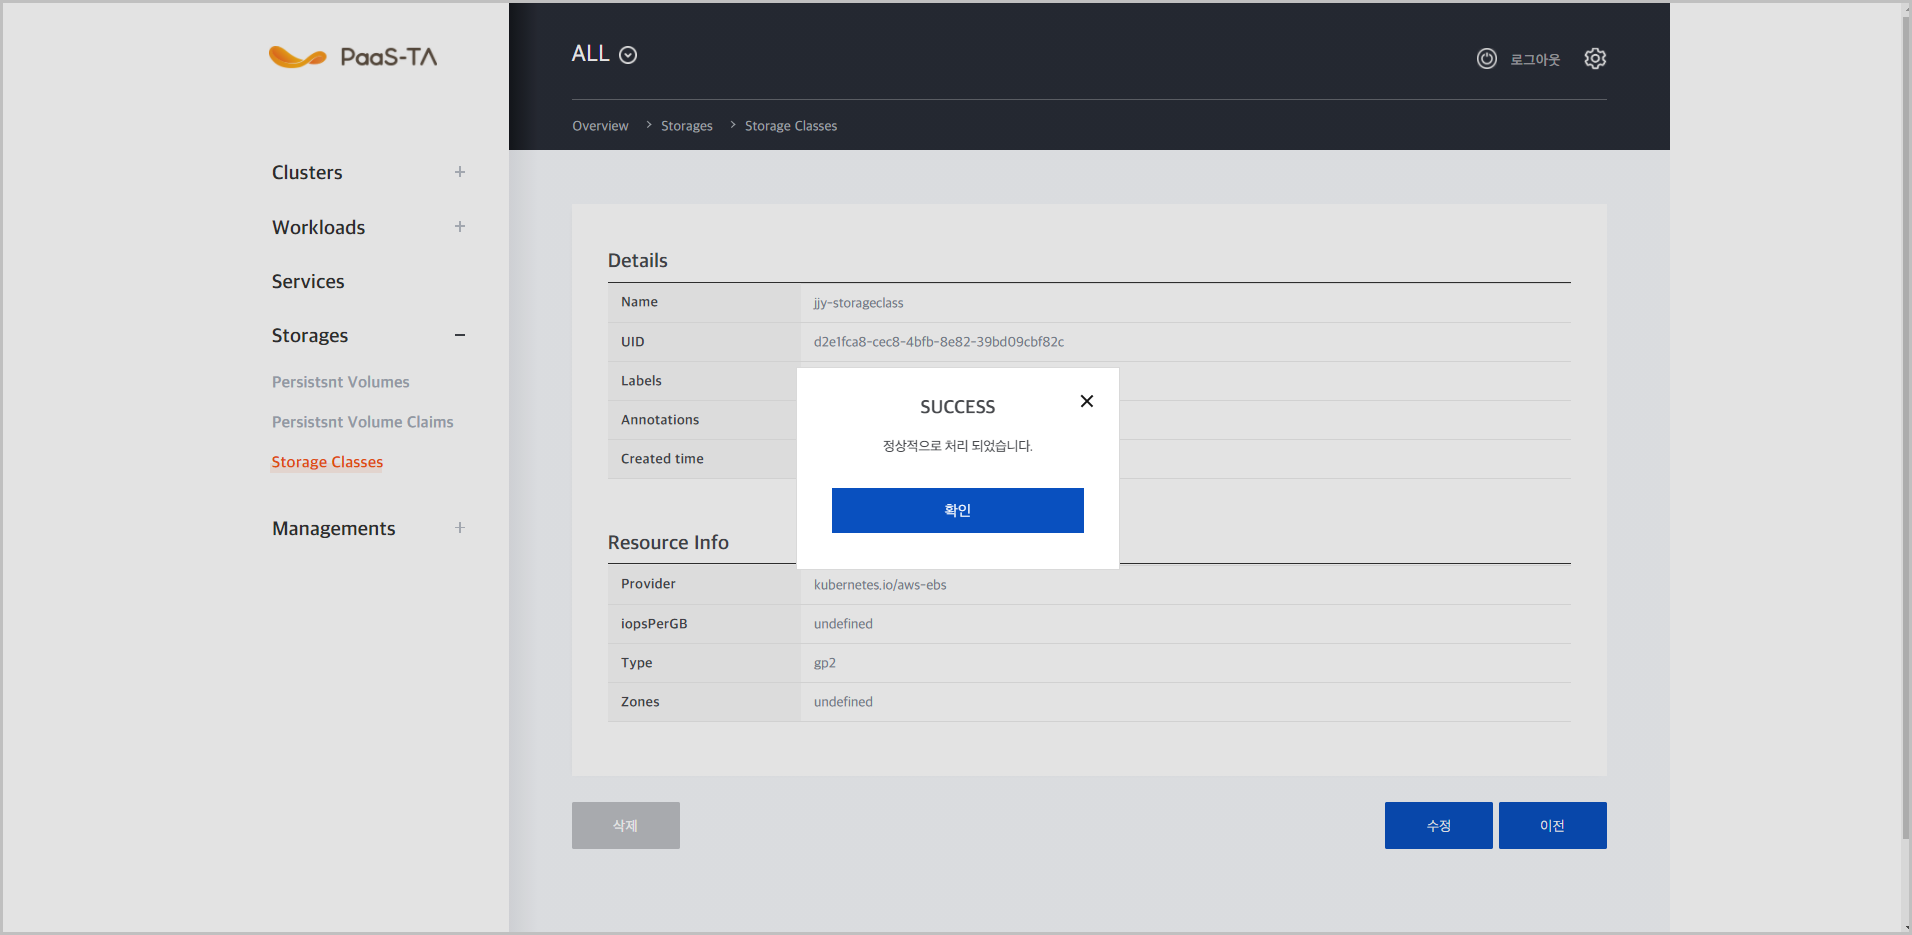 PaaS-TA
ALL
로그아웃
Overview > Storages > Storage Classes
Clusters +
Workloads +
Services
Storages −
Persistsnt Volumes
Persistsnt Volume Claims
Storage Classes
Managements +
Details
Name jjy-storageclass
UID d2e1fca8-cec8-4bfb-8e82-39bd09cbf82c
Labels
Annotations
Created time
SUCCESS
정상적으로 처리 되었습니다.
확인
Resource Info
Provider kubernetes.io/aws-ebs
iopsPerGB undefined
Type gp2
Zones undefined
삭제 수정 이전